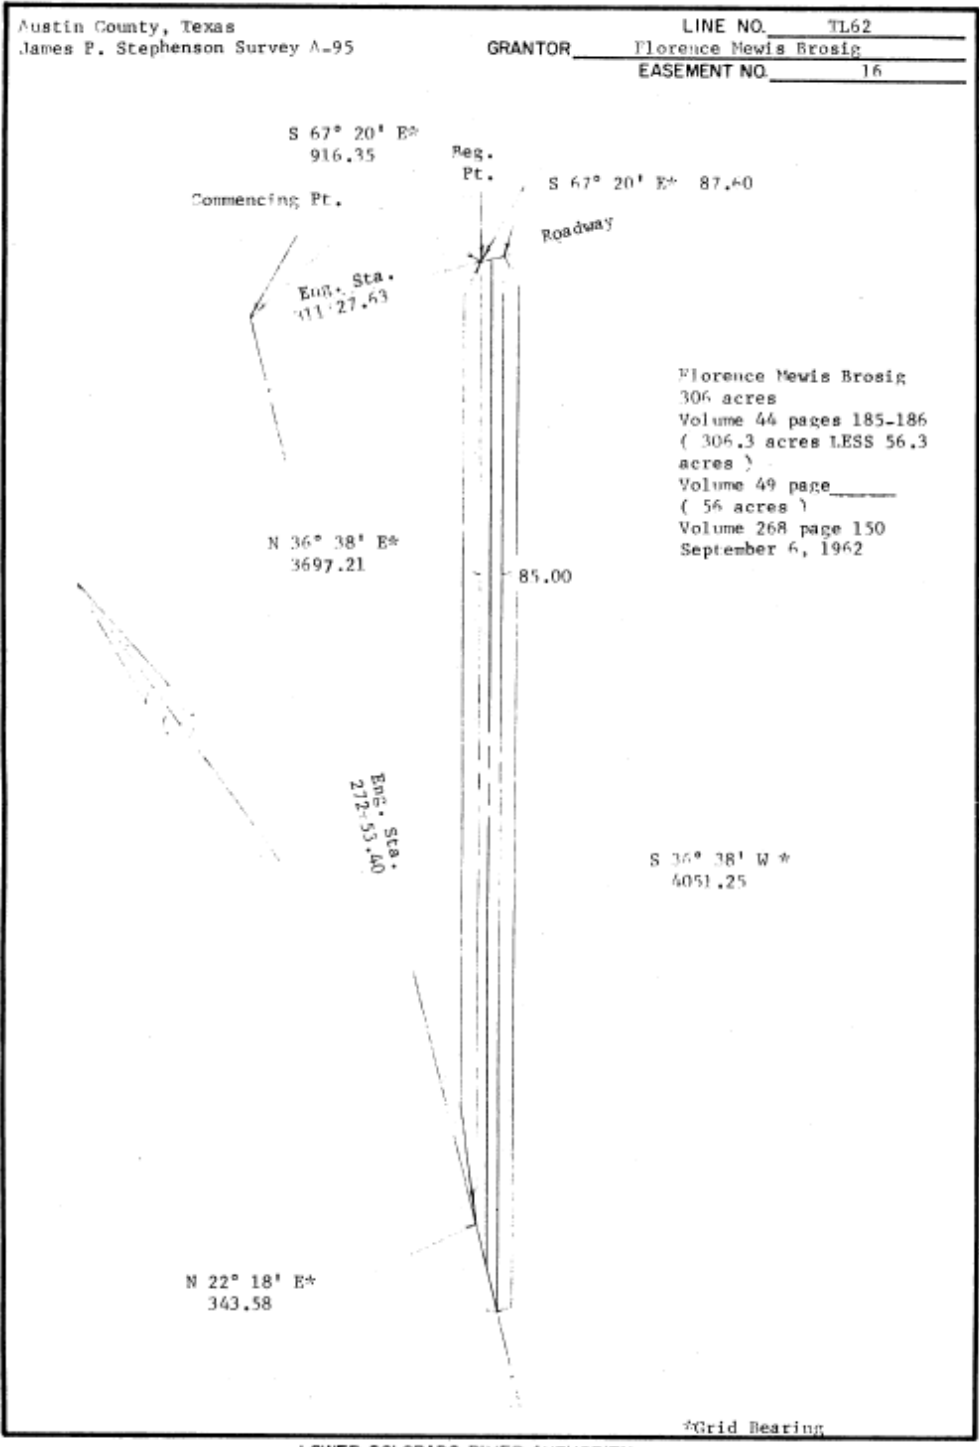 Austin County, Texas
James P. Stephenson Survey A-95
LINE NO. TL62
GRANTOR Florence Mewis Brosig
EASEMENT NO. 16
S 67° 20' E*
916.35
Beg.
Pt.
S 67° 20' E* 87.60
Commencing Pt.
Roadway
Eng. Sta.
311+27.63
Florence Mewis Brosig
306 acres
Volume 44 pages 185-186
( 306.3 acres LESS 56.3
acres )
Volume 49 page
( 56 acres )
Volume 268 page 150
September 6, 1962
N 36° 38' E*
3697.21
85.00
Eng. Sta.
272+53.40
S 36° 38' W *
4051.25
N 22° 18' E*
343.58
*Grid Bearing
LOWER COLORADO RIVER AUTHORITY